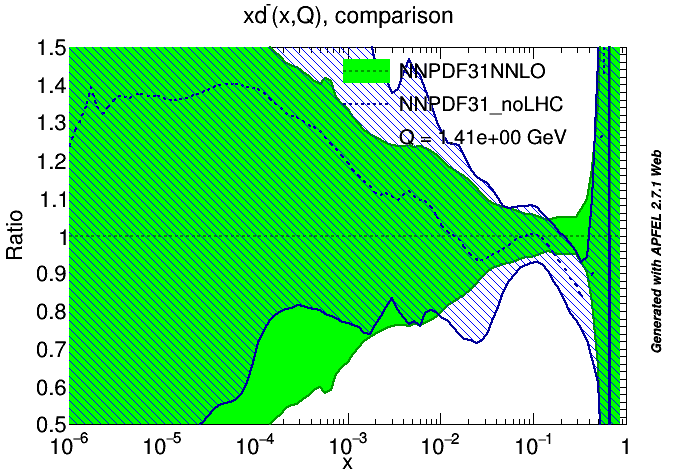 xd̄(x,Q), comparison
1.5
1.4
1.3
1.2
1.1
1
0.9
0.8
0.7
0.6
0.5
Ratio
NNPDF31NNLO
NNPDF31_noLHC
Q = 1.41e+00 GeV
10⁻⁶ 10⁻⁵ 10⁻⁴ 10⁻³ 10⁻² 10⁻¹ 1
x
Generated with APFEL 2.7.1 Web